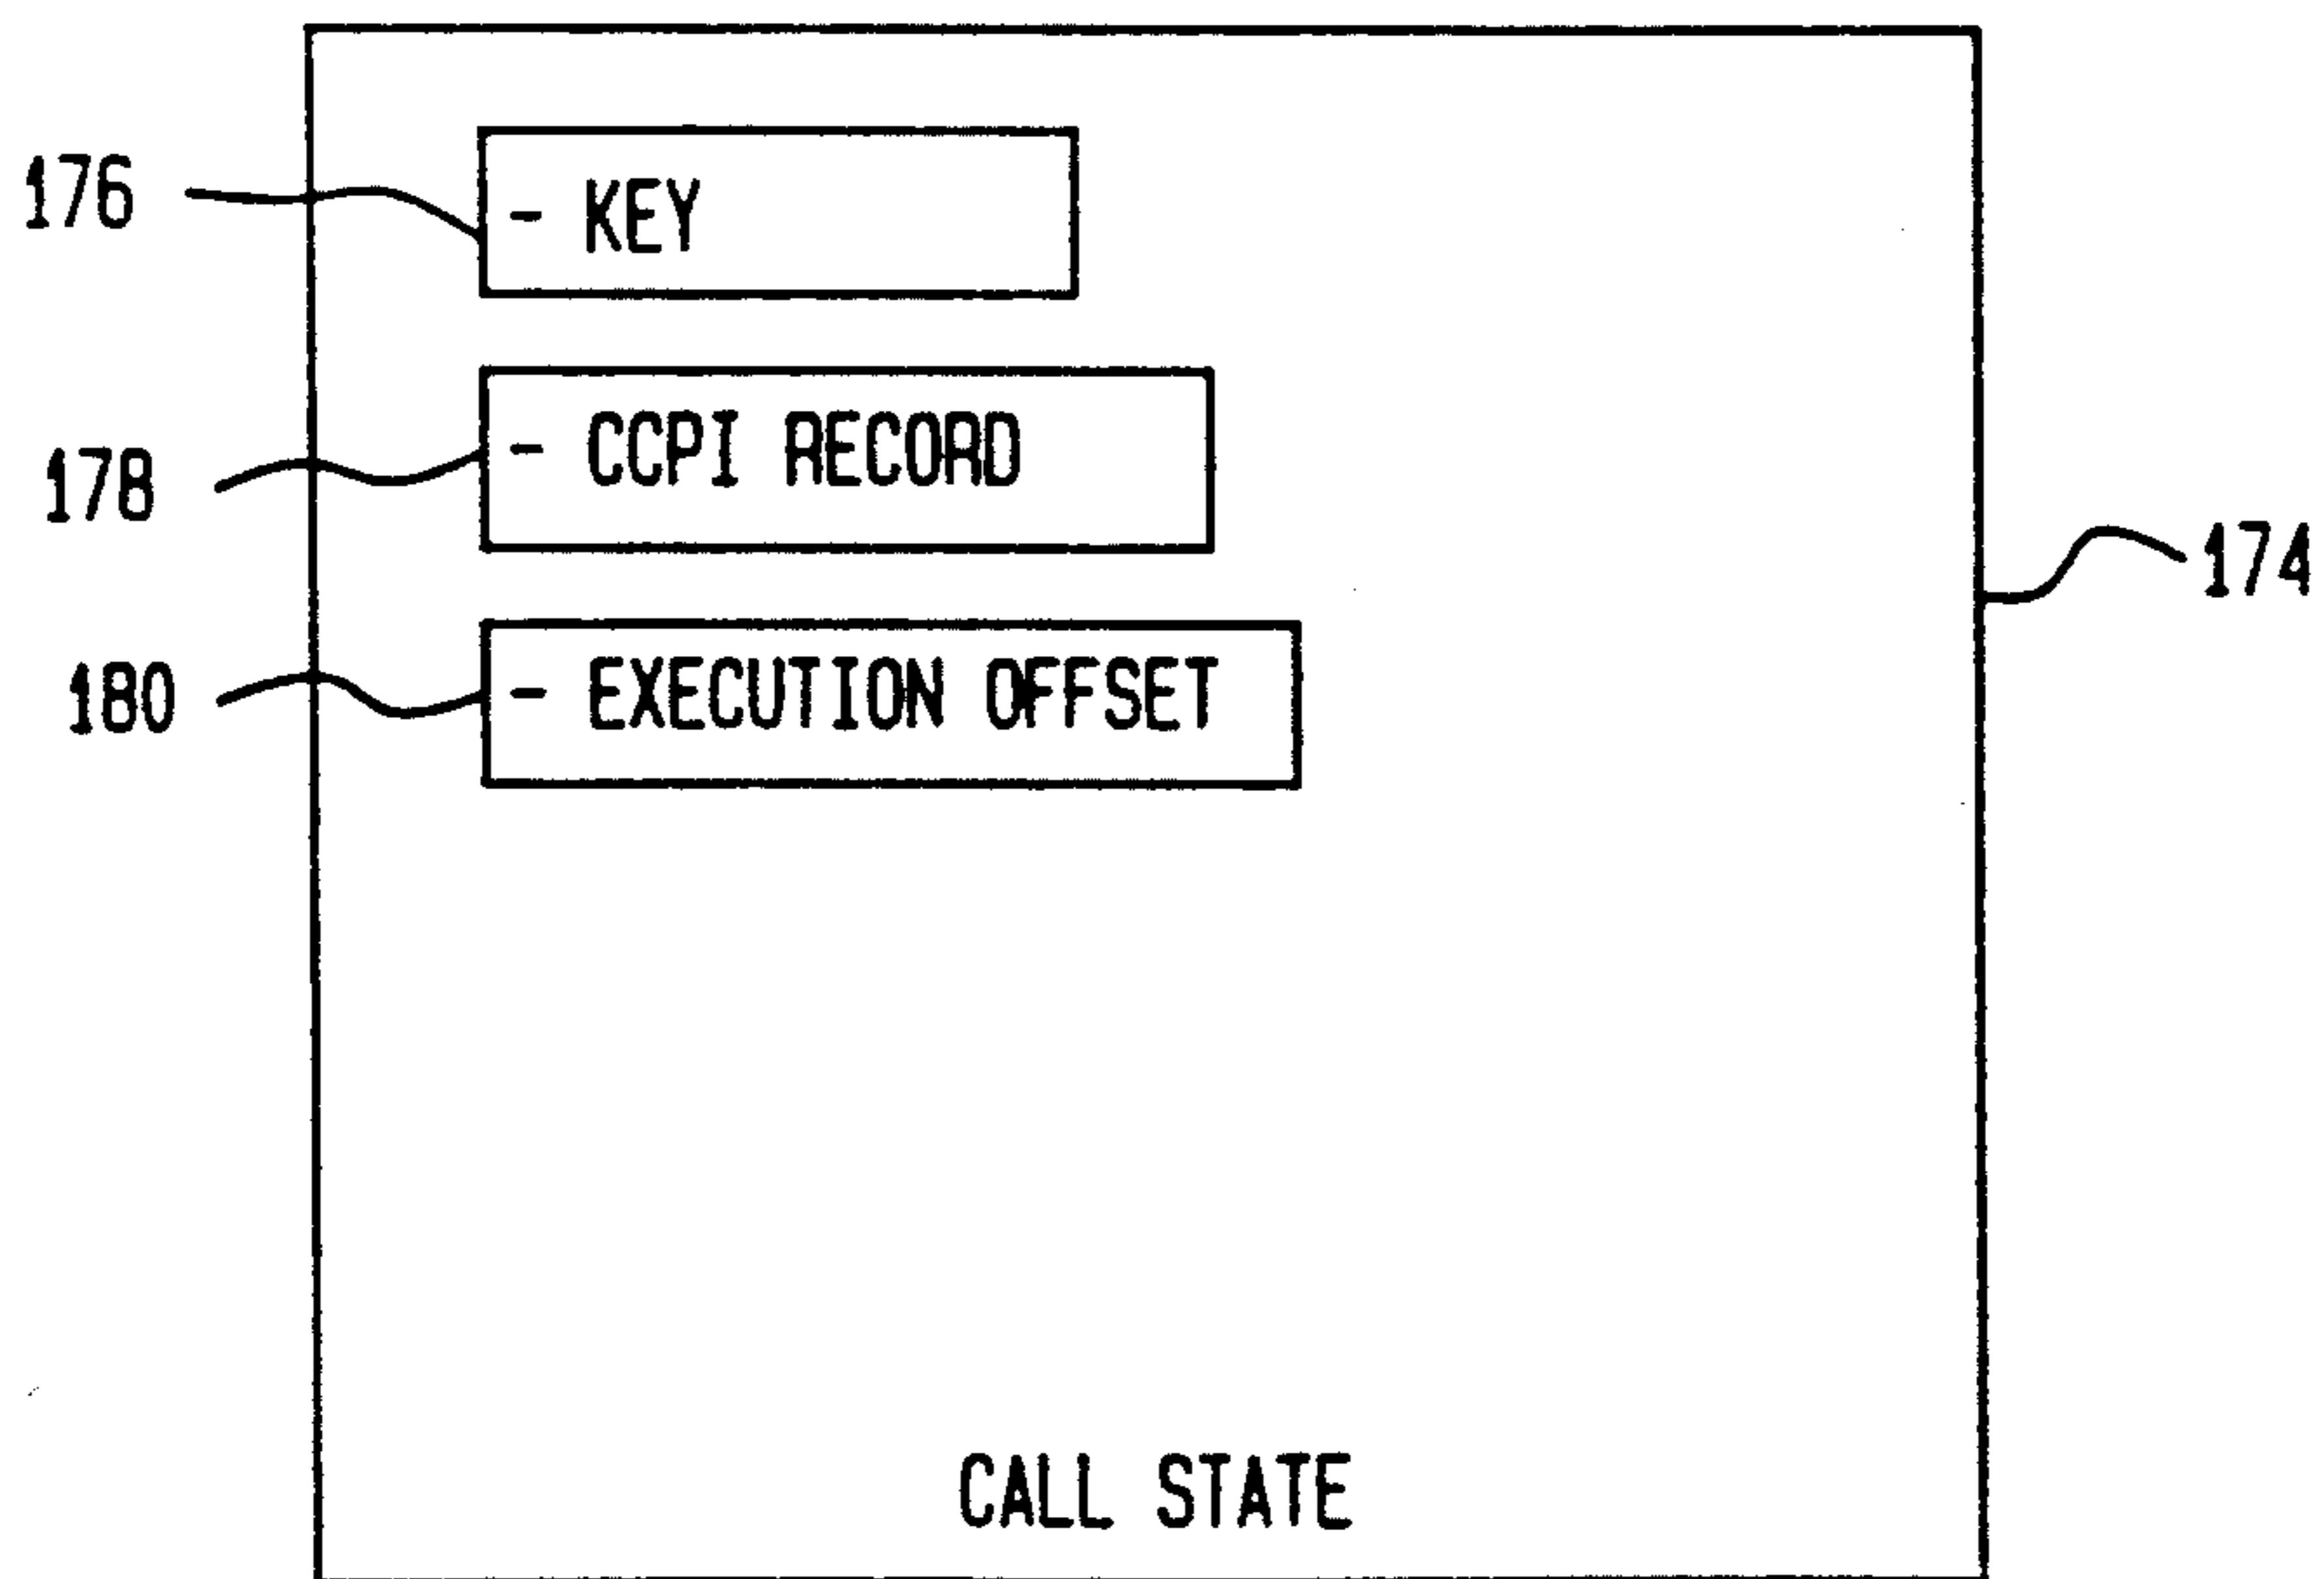 176
- KEY
178
- CCPI RECORD
174
180
- EXECUTION OFFSET
CALL STATE